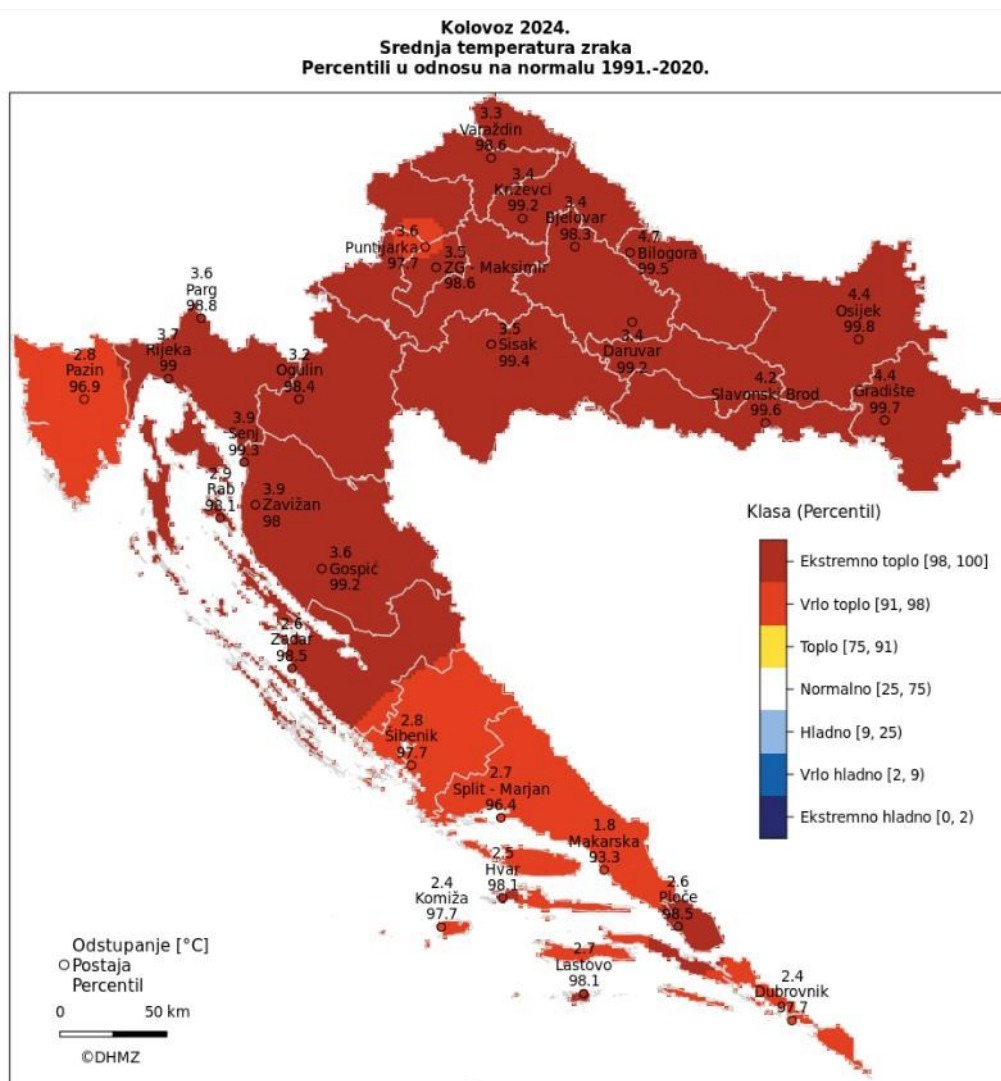 Kolovoz 2024.
Srednja temperatura zraka
Percentili u odnosu na normalu 1991.-2020.
3.3
Varaždin
98.6
3.4
Križevci
99.2
3.4
Bjelovar
98.3
3.6
Puntijarka
97.7
3.5
ZG - Maksimir
98.6
4.7
Bilogora
99.5
3.6
Parg
98.8
4.4
Osijek
99.8
3.7
Rijeka
99
2.8
Pazin
96.9
3.2
Ogulin
98.4
3.5
Sisak
99.4
3.4
Daruvar
99.2
4.2
Slavonski Brod
99.6
4.4
Gradište
99.7
3.9
Senj
99.3
2.9
Rab
98.1
3.9
Zavižan
98
3.6
Gospić
99.2
2.6
Zadar
98.5
2.8
Šibenik
97.7
2.7
Split - Marjan
96.4
1.8
Makarska
93.3
2.5
Hvar
98.1
2.4
Komiža
97.7
2.6
Ploče
98.5
2.7
Lastovo
98.1
2.4
Dubrovnik
97.7
Klasa (Percentil)
Ekstremno toplo [98, 100]
Vrlo toplo [91, 98)
Toplo [75, 91)
Normalno [25, 75)
Hladno [9, 25)
Vrlo hladno [2, 9)
Ekstremno hladno [0, 2)
Odstupanje [°C]
Postaja
Percentil
0 50 km
©DHMZ